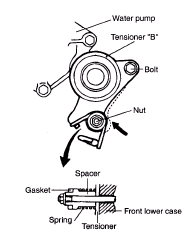 Water pump
Tensioner "B"
Bolt
Nut
Spacer
Gasket
Spring
Tensioner
Front lower case